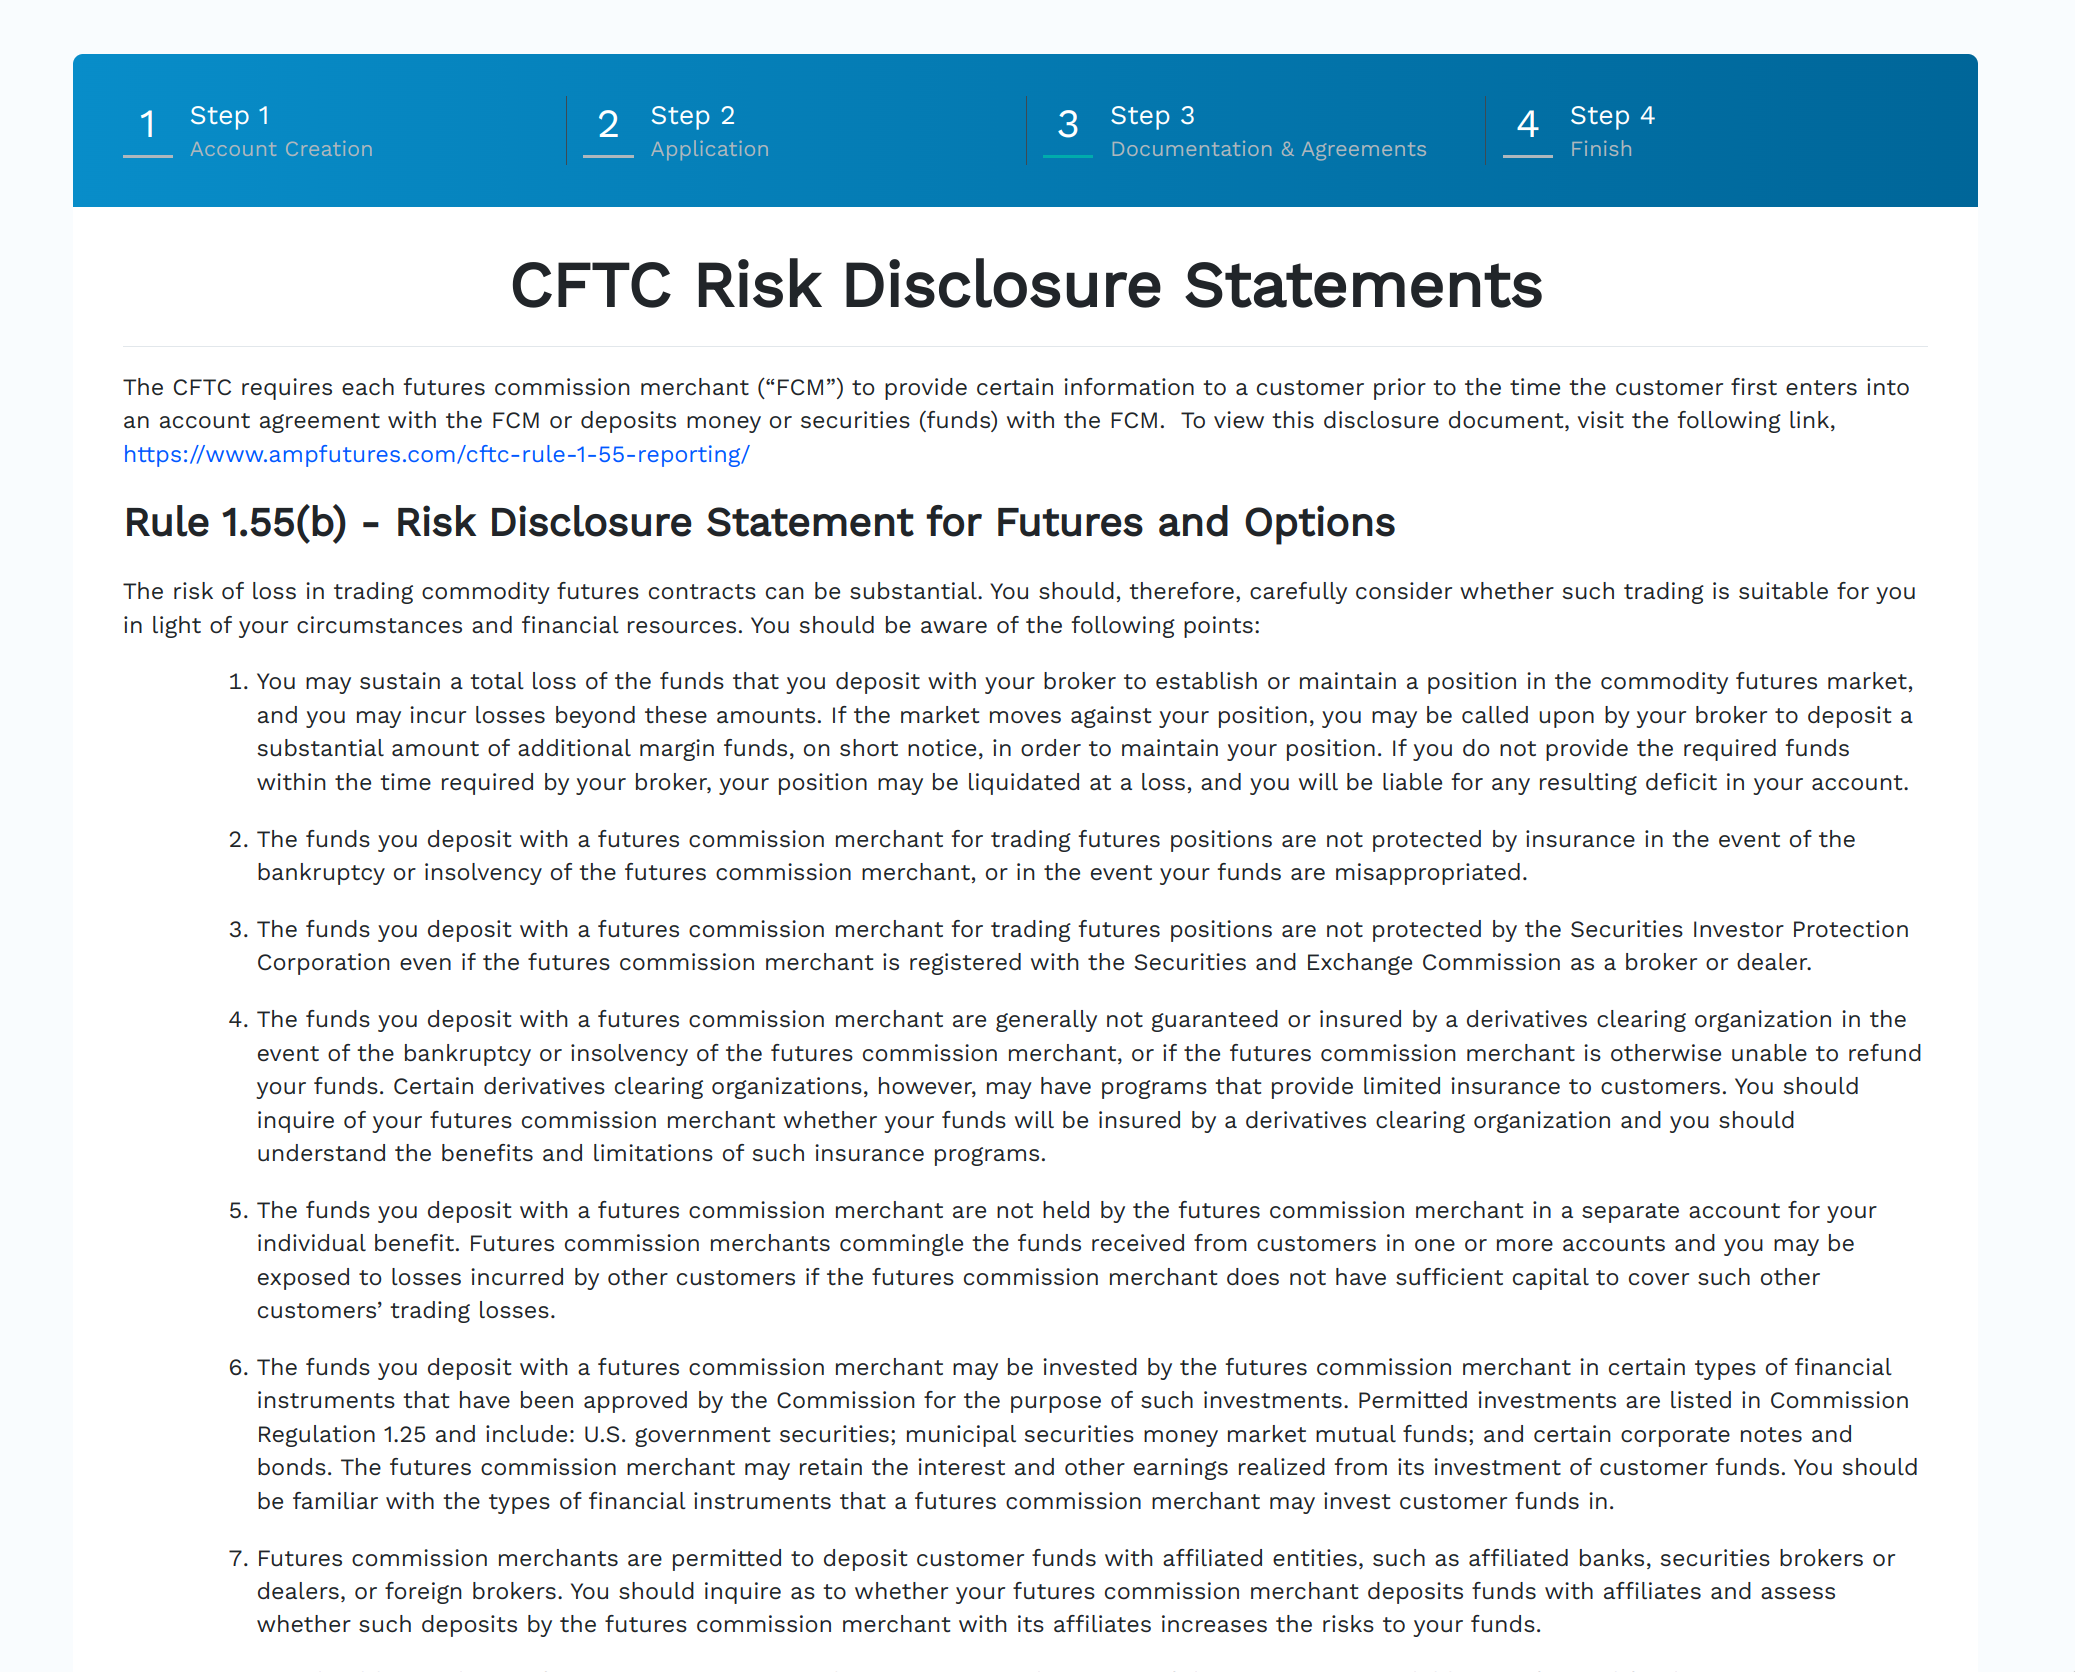 1
Step 1
Account Creation
2
Step 2
Application
3
Step 3
Documentation & Agreements
4
Step 4
Finish
CFTC Risk Disclosure Statements
The CFTC requires each futures commission merchant (“FCM”) to provide certain information to a customer prior to the time the customer first enters into
an account agreement with the FCM or deposits money or securities (funds) with the FCM.  To view this disclosure document, visit the following link,
https://www.ampfutures.com/cftc-rule-1-55-reporting/
Rule 1.55(b) - Risk Disclosure Statement for Futures and Options
The risk of loss in trading commodity futures contracts can be substantial. You should, therefore, carefully consider whether such trading is suitable for you
in light of your circumstances and financial resources. You should be aware of the following points:
1. You may sustain a total loss of the funds that you deposit with your broker to establish or maintain a position in the commodity futures market,
and you may incur losses beyond these amounts. If the market moves against your position, you may be called upon by your broker to deposit a
substantial amount of additional margin funds, on short notice, in order to maintain your position. If you do not provide the required funds
within the time required by your broker, your position may be liquidated at a loss, and you will be liable for any resulting deficit in your account.
2. The funds you deposit with a futures commission merchant for trading futures positions are not protected by insurance in the event of the
bankruptcy or insolvency of the futures commission merchant, or in the event your funds are misappropriated.
3. The funds you deposit with a futures commission merchant for trading futures positions are not protected by the Securities Investor Protection
Corporation even if the futures commission merchant is registered with the Securities and Exchange Commission as a broker or dealer.
4. The funds you deposit with a futures commission merchant are generally not guaranteed or insured by a derivatives clearing organization in the
event of the bankruptcy or insolvency of the futures commission merchant, or if the futures commission merchant is otherwise unable to refund
your funds. Certain derivatives clearing organizations, however, may have programs that provide limited insurance to customers. You should
inquire of your futures commission merchant whether your funds will be insured by a derivatives clearing organization and you should
understand the benefits and limitations of such insurance programs.
5. The funds you deposit with a futures commission merchant are not held by the futures commission merchant in a separate account for your
individual benefit. Futures commission merchants commingle the funds received from customers in one or more accounts and you may be
exposed to losses incurred by other customers if the futures commission merchant does not have sufficient capital to cover such other
customers’ trading losses.
6. The funds you deposit with a futures commission merchant may be invested by the futures commission merchant in certain types of financial
instruments that have been approved by the Commission for the purpose of such investments. Permitted investments are listed in Commission
Regulation 1.25 and include: U.S. government securities; municipal securities money market mutual funds; and certain corporate notes and
bonds. The futures commission merchant may retain the interest and other earnings realized from its investment of customer funds. You should
be familiar with the types of financial instruments that a futures commission merchant may invest customer funds in.
7. Futures commission merchants are permitted to deposit customer funds with affiliated entities, such as affiliated banks, securities brokers or
dealers, or foreign brokers. You should inquire as to whether your futures commission merchant deposits funds with affiliates and assess
whether such deposits by the futures commission merchant with its affiliates increases the risks to your funds.